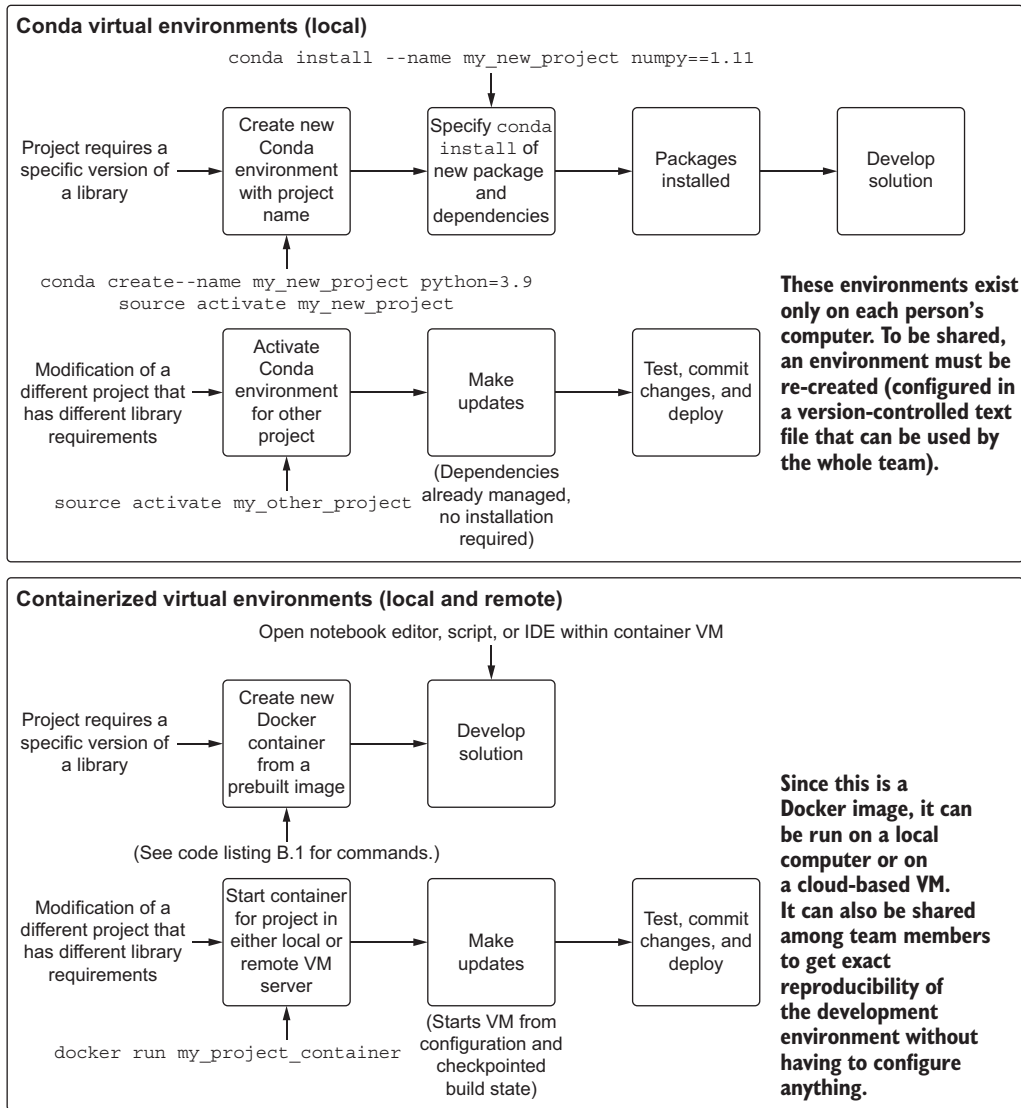 Conda virtual environments (local)
conda install --name my_new_project numpy==1.11
Project requires a
specific version of
a library
Create new
Conda
environment
with project
name
Specify conda
install of
new package
and
dependencies
Packages
installed
Develop
solution
conda create--name my_new_project python=3.9
source activate my_new_project
These environments exist
only on each person’s
computer. To be shared,
an environment must be
re-created (configured in
a version-controlled text
file that can be used by
the whole team).
Modification of a
different project that
has different library
requirements
Activate
Conda
environment
for other
project
Make
updates
Test, commit
changes, and
deploy
source activate my_other_project
(Dependencies
already managed,
no installation
required)
Containerized virtual environments (local and remote)
Open notebook editor, script, or IDE within container VM
Project requires a
specific version of
a library
Create new
Docker
container
from a
prebuilt image
Develop
solution
(See code listing B.1 for commands.)
Since this is a
Docker image, it can
be run on a local
computer or on
a cloud-based VM.
It can also be shared
among team members
to get exact
reproducibility of
the development
environment without
having to configure
anything.
Modification of a
different project that
has different library
requirements
Start container
for project in
either local or
remote VM
server
Make
updates
Test, commit
changes, and
deploy
docker run my_project_container
(Starts VM from
configuration and
checkpointed
build state)